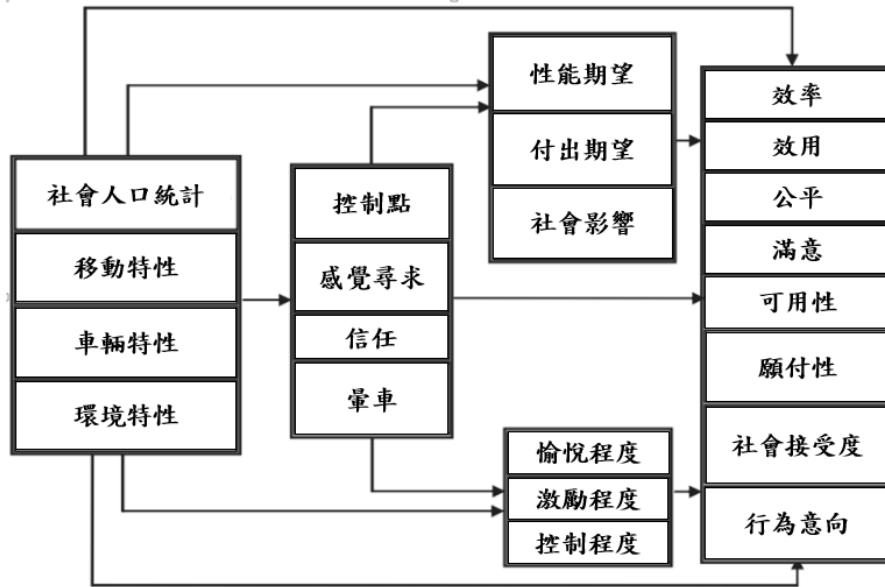 社會人口統計
移動特性
車輛特性
環境特性
控制點
感覺尋求
信任
暈車
性能期望
付出期望
社會影響
愉悅程度
激勵程度
控制程度
效率
效用
公平
滿意
可用性
願付性
社會接受度
行為意向